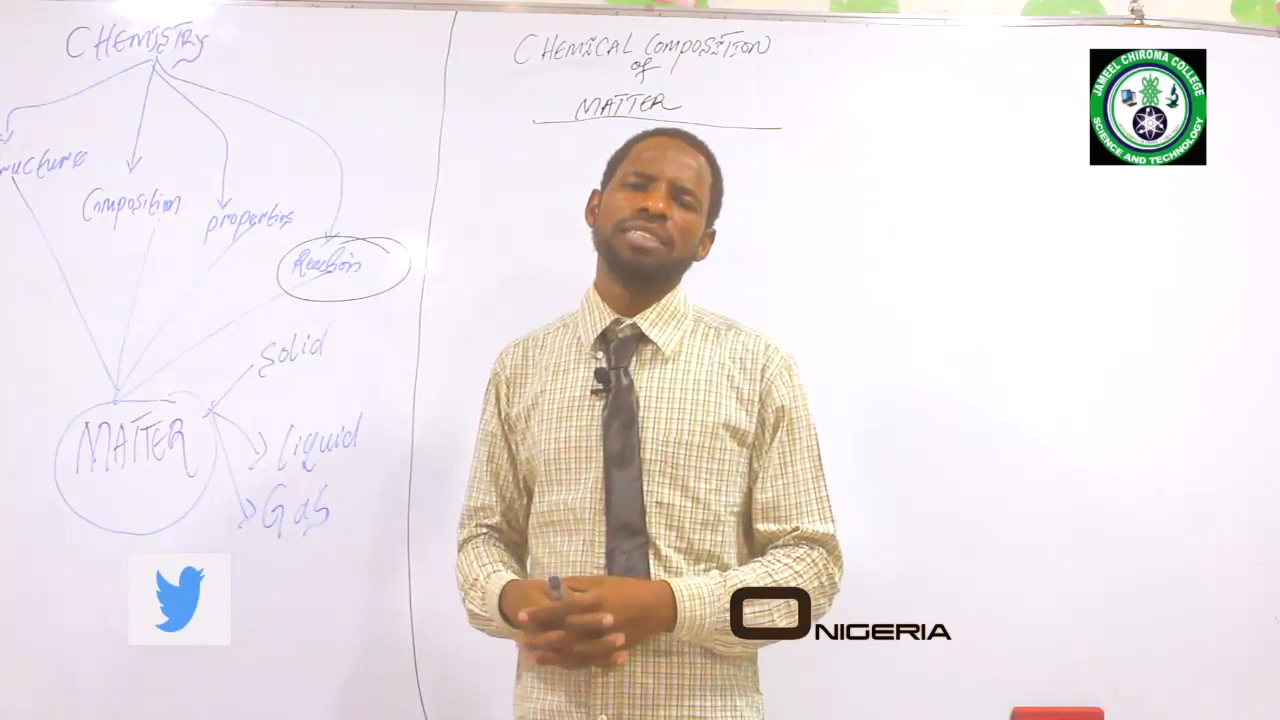 CHEMISTRY
Composition
properties
Reaction
MATTER
Solid
Liquid
Gas
CHEMICAL COMPOSITION
of
MATTER
JAMEEL CHIROMA COLLEGE
SCIENCE AND TECHNOLOGY
O NIGERIA